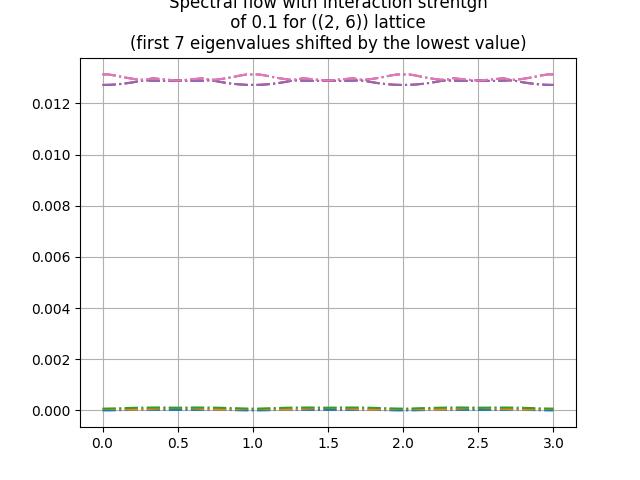 Spectral flow with interaction strentgh
of 0.1 for ((2, 6)) lattice
(first 7 eigenvalues shifted by the lowest value)
0.012
0.010
0.008
0.006
0.004
0.002
0.000
0.0 0.5 1.0 1.5 2.0 2.5 3.0